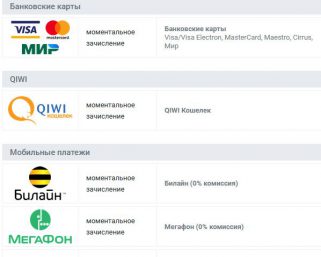 Банковские карты
VISA
mastercard
МИР
моментальное
зачисление
Банковские карты
Visa/Visa Electron, MasterCard, Maestro, Cirrus,
Мир
QIWI
QIWI
КОШЕЛЕК
моментальное
зачисление
QIWI Кошелек
Мобильные платежи
Билайн™
моментальное
зачисление
Билайн (0% комиссия)
МЕГАФОН
моментальное
зачисление
Мегафон (0% комиссия)